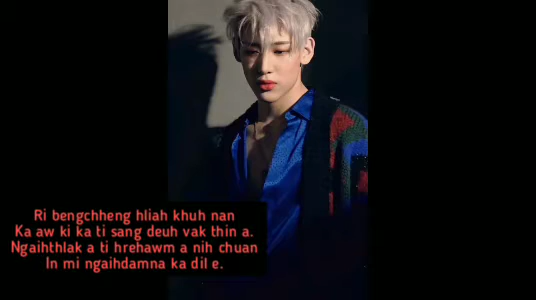 Ri bengchheng hliah khuh nan
Ka aw ki ka ti sang deuh vak thin a.
Ngaihthlak a ti hrehawm a nih chuan
In mi ngaihdamna ka dil e.